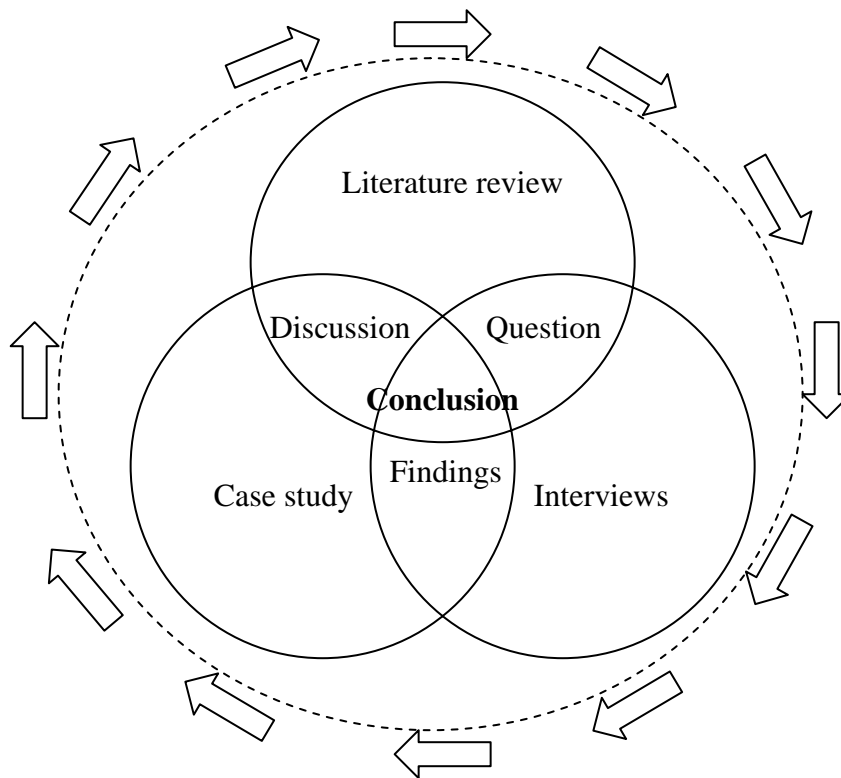 Literature review
Discussion
Question
Conclusion
Findings
Case study
Interviews